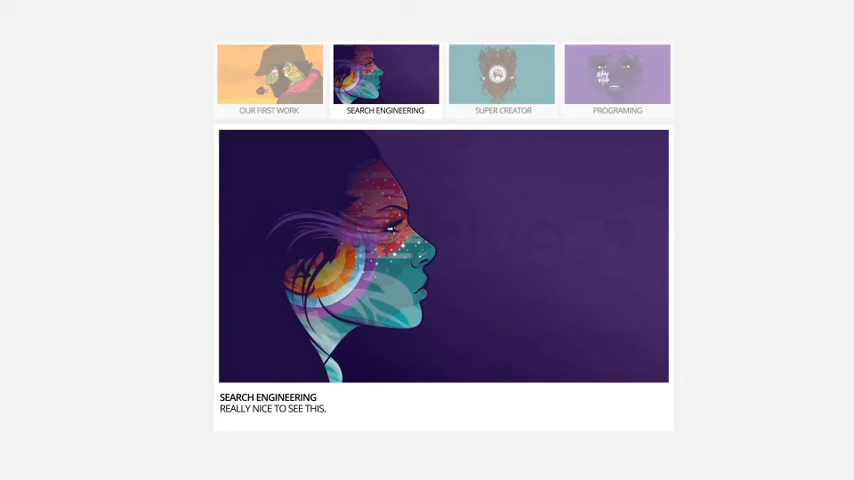 OUR FIRST WORK
SEARCH ENGINEERING
SUPER CREATOR
PROGRAMING
SEARCH ENGINEERING
REALLY NICE TO SEE THIS.